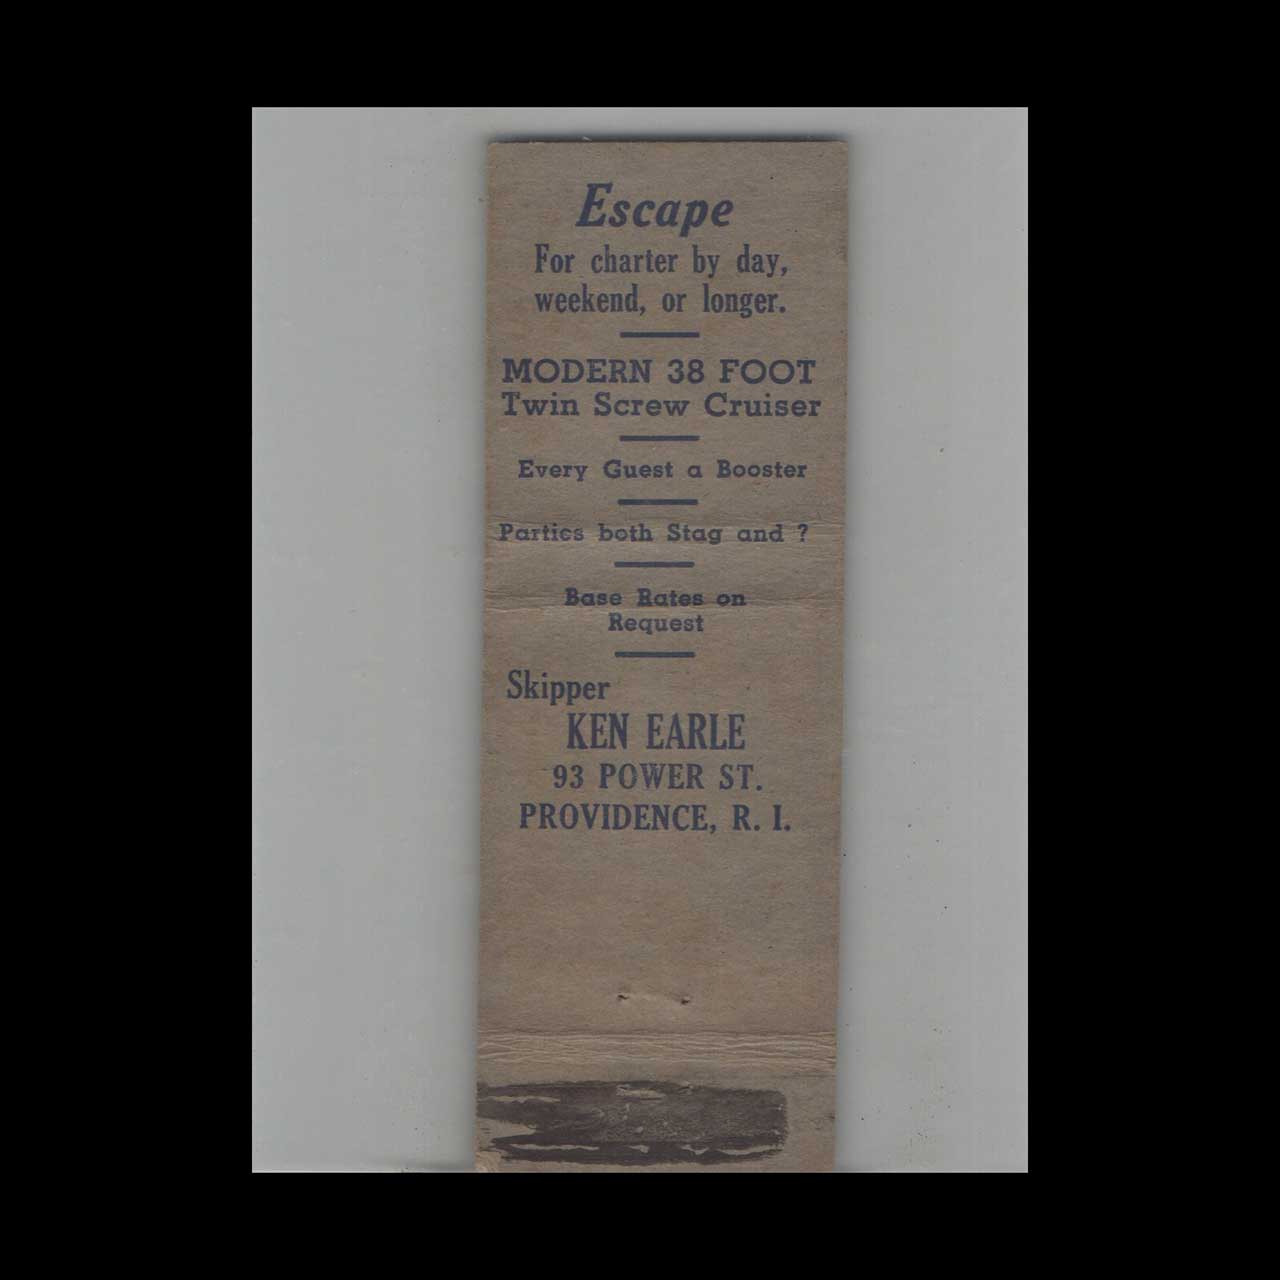 Escape
For charter by day,
weekend, or longer.
MODERN 38 FOOT
Twin Screw Cruiser
Every Guest a Booster
Parties both Stag and ?
Base Rates on
Request
Skipper
KEN EARLE
93 POWER ST.
PROVIDENCE, R. I.